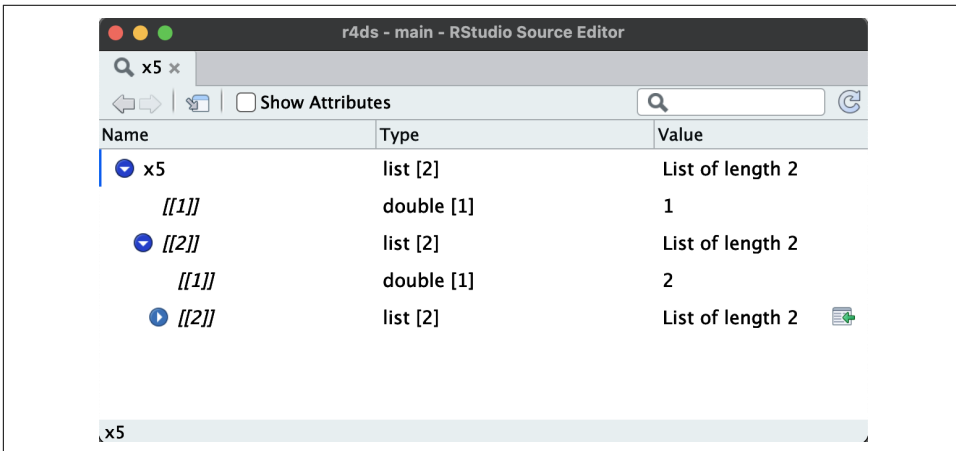 r4ds - main - RStudio Source Editor
x5
Show Attributes
Name Type Value
x5 list [2] List of length 2
[[1]] double [1] 1
[[2]] list [2] List of length 2
[[1]] double [1] 2
[[2]] list [2] List of length 2
x5